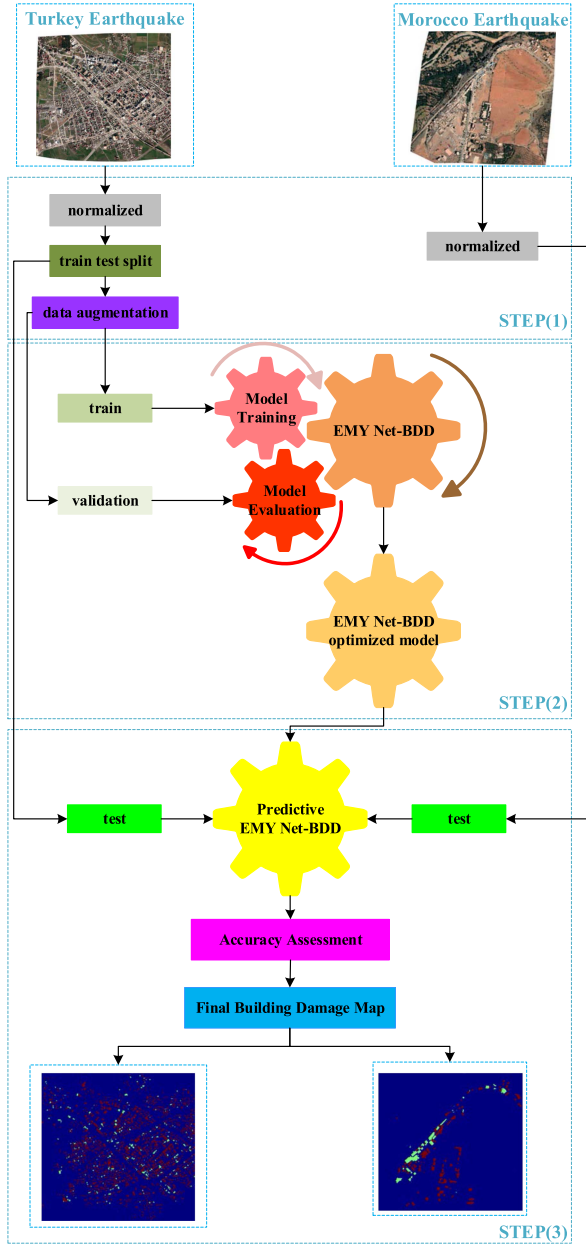 Turkey Earthquake
Morocco Earthquake
normalized
normalized
train test split
data augmentation
STEP(1)
train
Model
Training
EMY Net-BDD
validation
Model
Evaluation
EMY Net-BDD
optimized model
STEP(2)
test
Predictive
EMY Net-BDD
test
Accuracy Assessment
Final Building Damage Map
STEP(3)